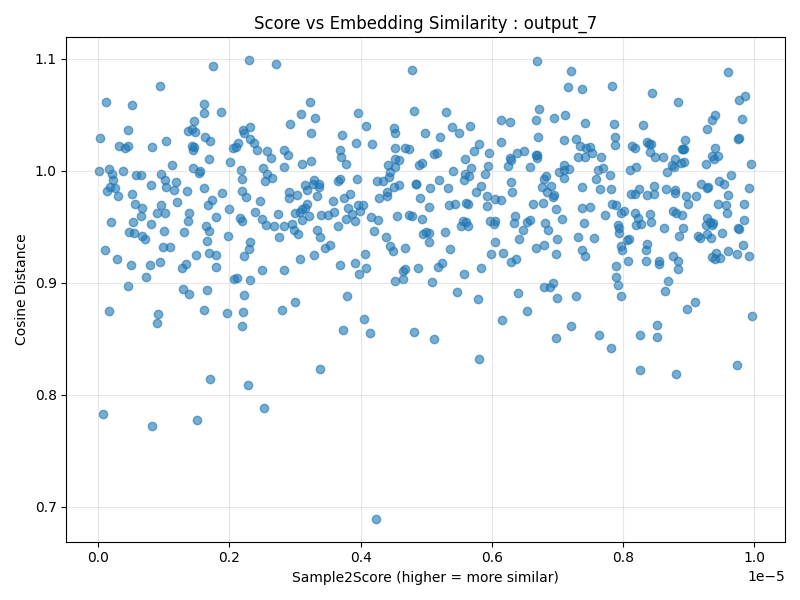 Score vs Embedding Similarity : output_7
Cosine Distance
1.1
1.0
0.9
0.8
0.7
0.0 0.2 0.4 0.6 0.8 1.0
1e−5
Sample2Score (higher = more similar)